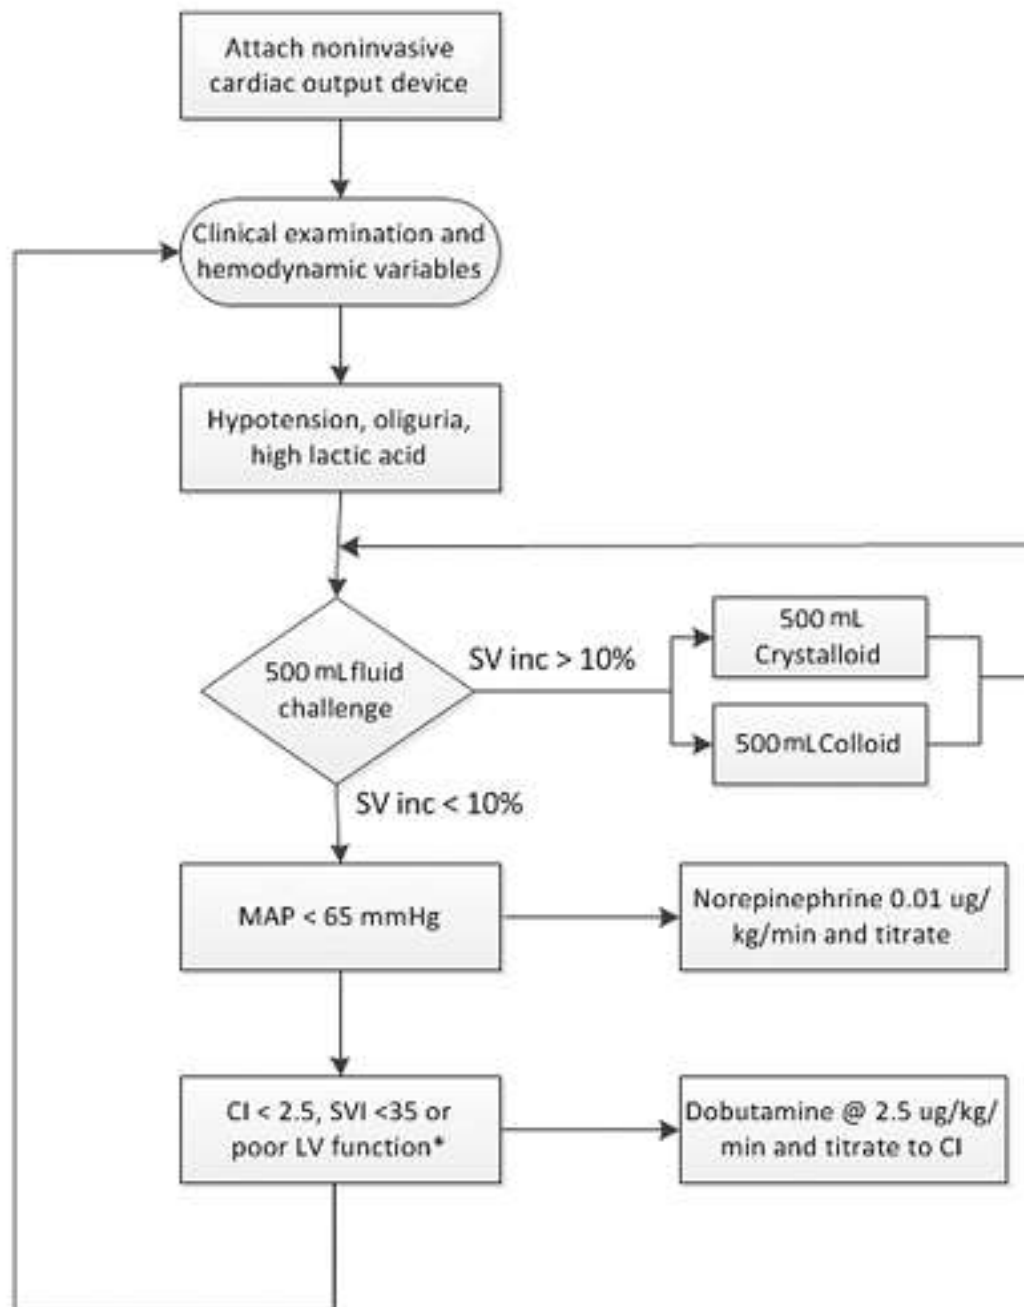 Attach noninvasive
cardiac output device
Clinical examination and
hemodynamic variables
Hypotension, oliguria,
high lactic acid
500 mL fluid
challenge
SV inc > 10%
500 mL
Crystalloid
500 mL Colloid
SV inc < 10%
MAP < 65 mmHg
Norepinephrine 0.01 ug/
kg/min and titrate
CI < 2.5, SVI <35 or
poor LV function*
Dobutamine @ 2.5 ug/kg/
min and titrate to CI